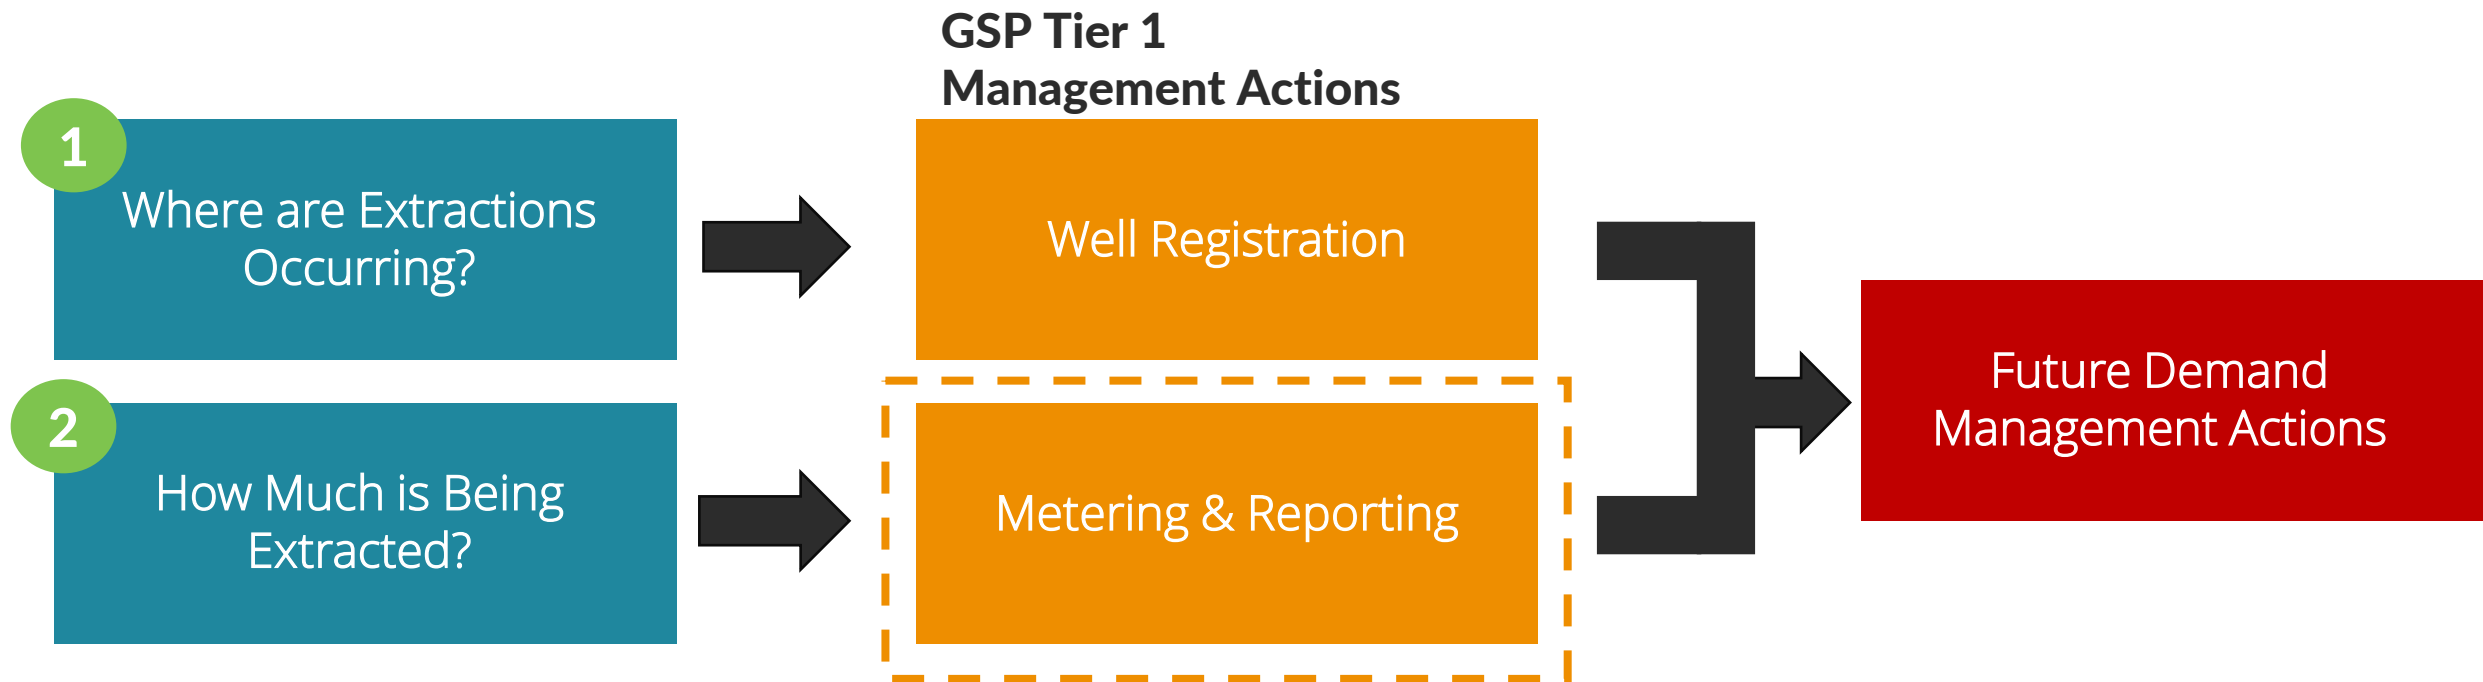 GSP Tier 1
Management Actions
1
Where are Extractions
Occurring?
Well Registration
2
How Much is Being
Extracted?
Metering & Reporting
Future Demand
Management Actions